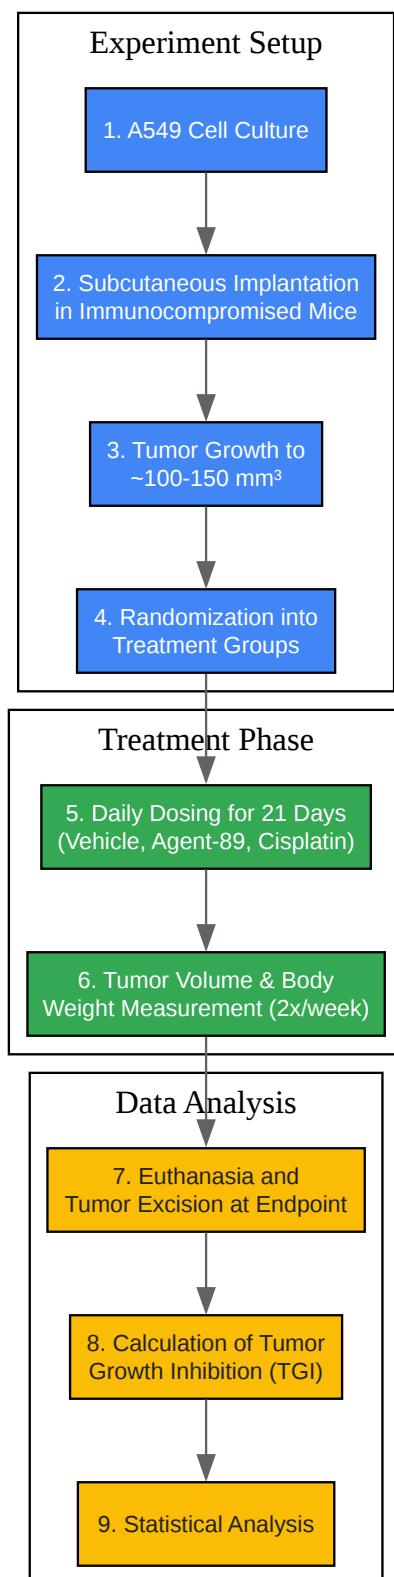 Experiment Setup
1. A549 Cell Culture
2. Subcutaneous Implantation
in Immunocompromised Mice
3. Tumor Growth to
~100-150 mm³
4. Randomization into
Treatment Groups
Treatment Phase
5. Daily Dosing for 21 Days
(Vehicle, Agent-89, Cisplatin)
6. Tumor Volume & Body
Weight Measurement (2x/week)
Data Analysis
7. Euthanasia and
Tumor Excision at Endpoint
8. Calculation of Tumor
Growth Inhibition (TGI)
9. Statistical Analysis